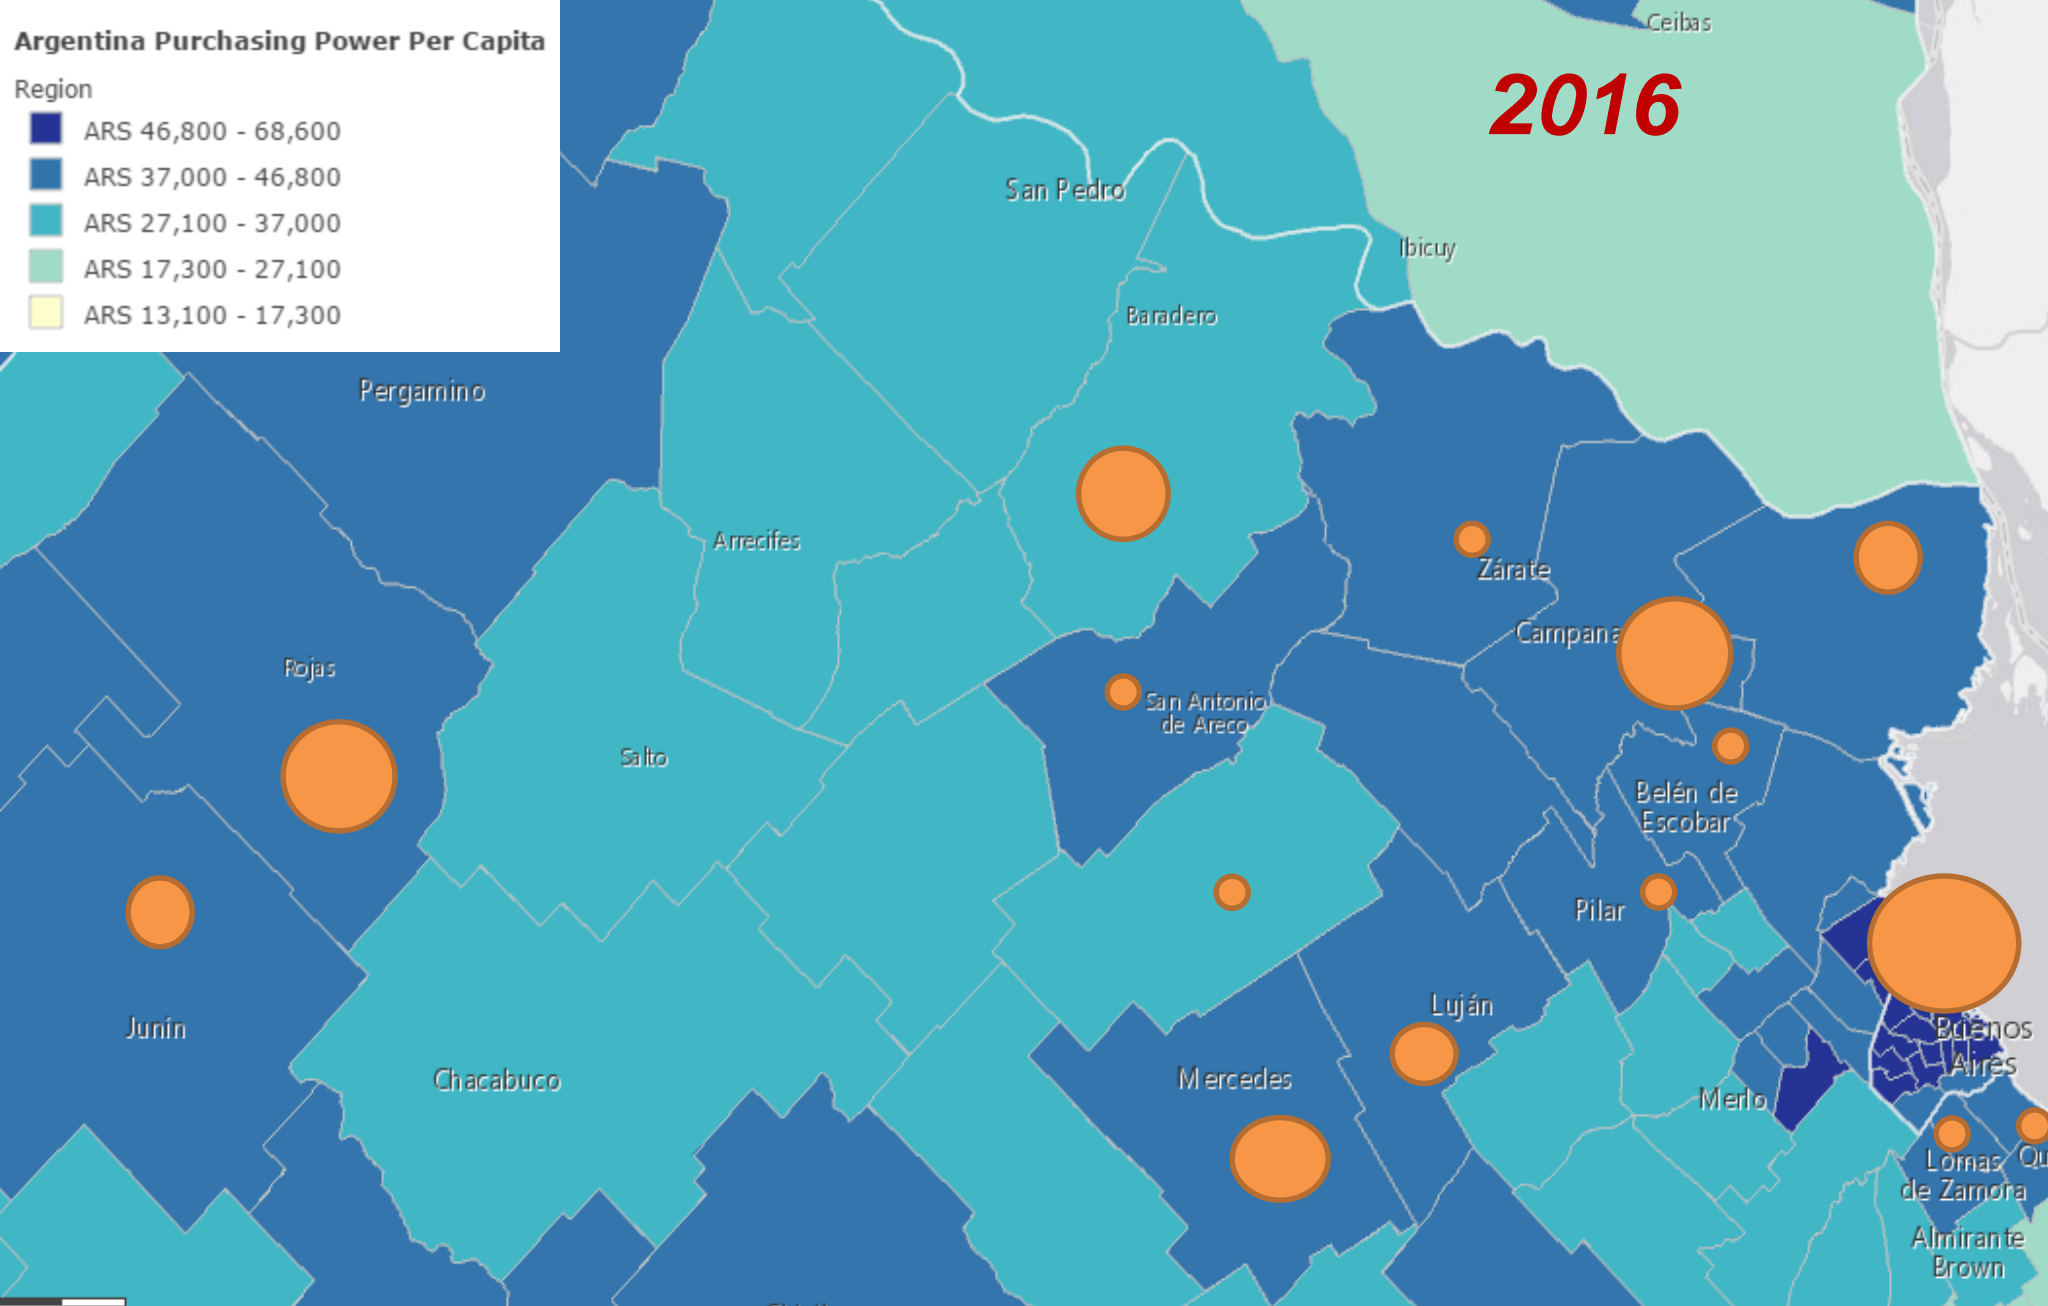 Argentina Purchasing Power Per Capita
Region
ARS 46,800 - 68,600
ARS 37,000 - 46,800
ARS 27,100 - 37,000
ARS 17,300 - 27,100
ARS 13,100 - 17,300
2016
Ceibas
San Pedro
Ibicuy
Baradero
Pergamino
Arrecifes
Zárate
Campana
Rojas
San Antonio
de Areco
Salto
Belén de
Escobar
Pilar
Luján
Junín
Buenos
Aires
Chacabuco
Mercedes
Merlo
Lomas
de Zamora
Qu
Almirante
Brown